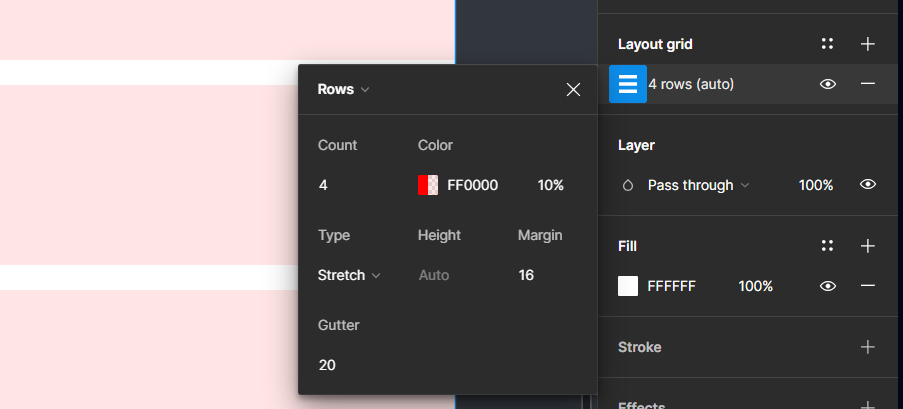 Layout grid
Rows
4 rows (auto)
Count
Color
4
FF0000
10%
Type
Height
Margin
Stretch
Auto
16
Gutter
20
Layer
Pass through
100%
Fill
FFFFFF
100%
Stroke
Effects